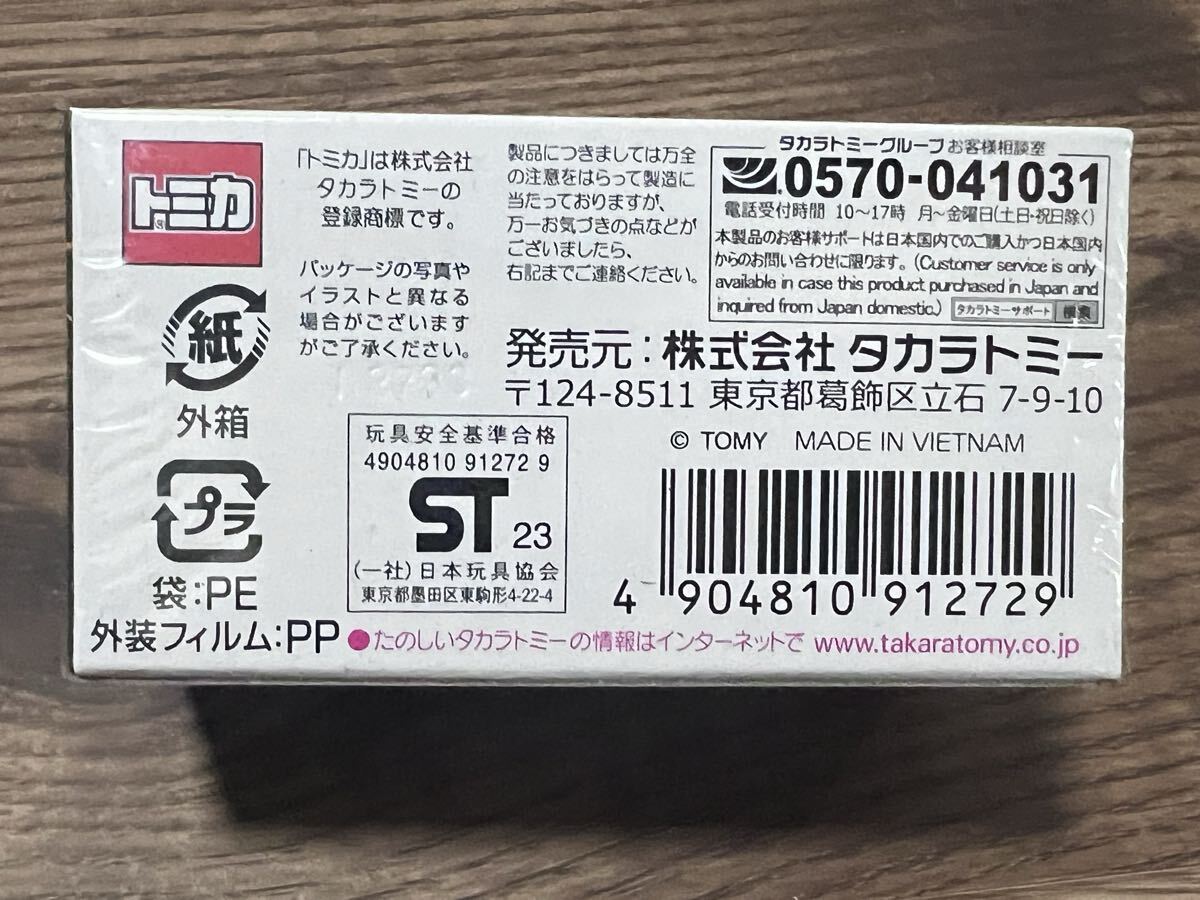 トミカ
「トミカ」は株式会社
タカラトミーの
登録商標です。
パッケージの写真や
イラストと異なる
場合がございます
がご了承ください。
製品につきましては万全
の注意をはらって製造に
当たっておりますが、
万一お気づきの点などが
ございましたら、
右記までご連絡ください。
タカラトミーグループお客様相談室
0570-041031
電話受付時間 10〜17時 月〜金曜日(土日・祝日除く)
本製品のお客様サポートは日本国内でのご購入かつ日本国内
からのお問い合わせに限ります。(Customer service is only
available in case this product purchased in Japan and
inquired from Japan domestic.) タカラトミーサポート 検索
発売元:株式会社 タカラトミー
〒124-8511 東京都葛飾区立石 7-9-10
© TOMY MADE IN VIETNAM
紙
外箱
プラ
袋:PE
外装フィルム:PP
玩具安全基準合格
4904810 91272 9
ST 23
(一社)日本玩具協会
東京都墨田区東駒形4-22-4
4 904810 912729
●たのしいタカラトミーの情報はインターネットで www.takaratomy.co.jp